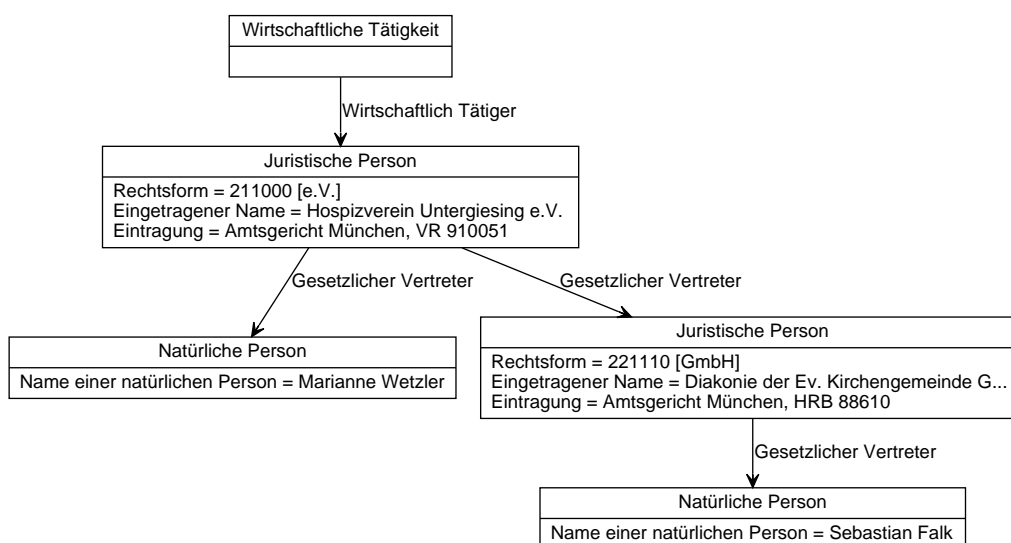 Wirtschaftliche Tätigkeit
Wirtschaftlich Tätiger
Juristische Person
Rechtsform = 211000 [e.V.]
Eingetragener Name = Hospizverein Untergiesing e.V.
Eintragung = Amtsgericht München, VR 910051
Gesetzlicher Vertreter
Gesetzlicher Vertreter
Natürliche Person
Name einer natürlichen Person = Marianne Wetzler
Juristische Person
Rechtsform = 221110 [GmbH]
Eingetragener Name = Diakonie der Ev. Kirchengemeinde G...
Eintragung = Amtsgericht München, HRB 88610
Gesetzlicher Vertreter
Natürliche Person
Name einer natürlichen Person = Sebastian Falk